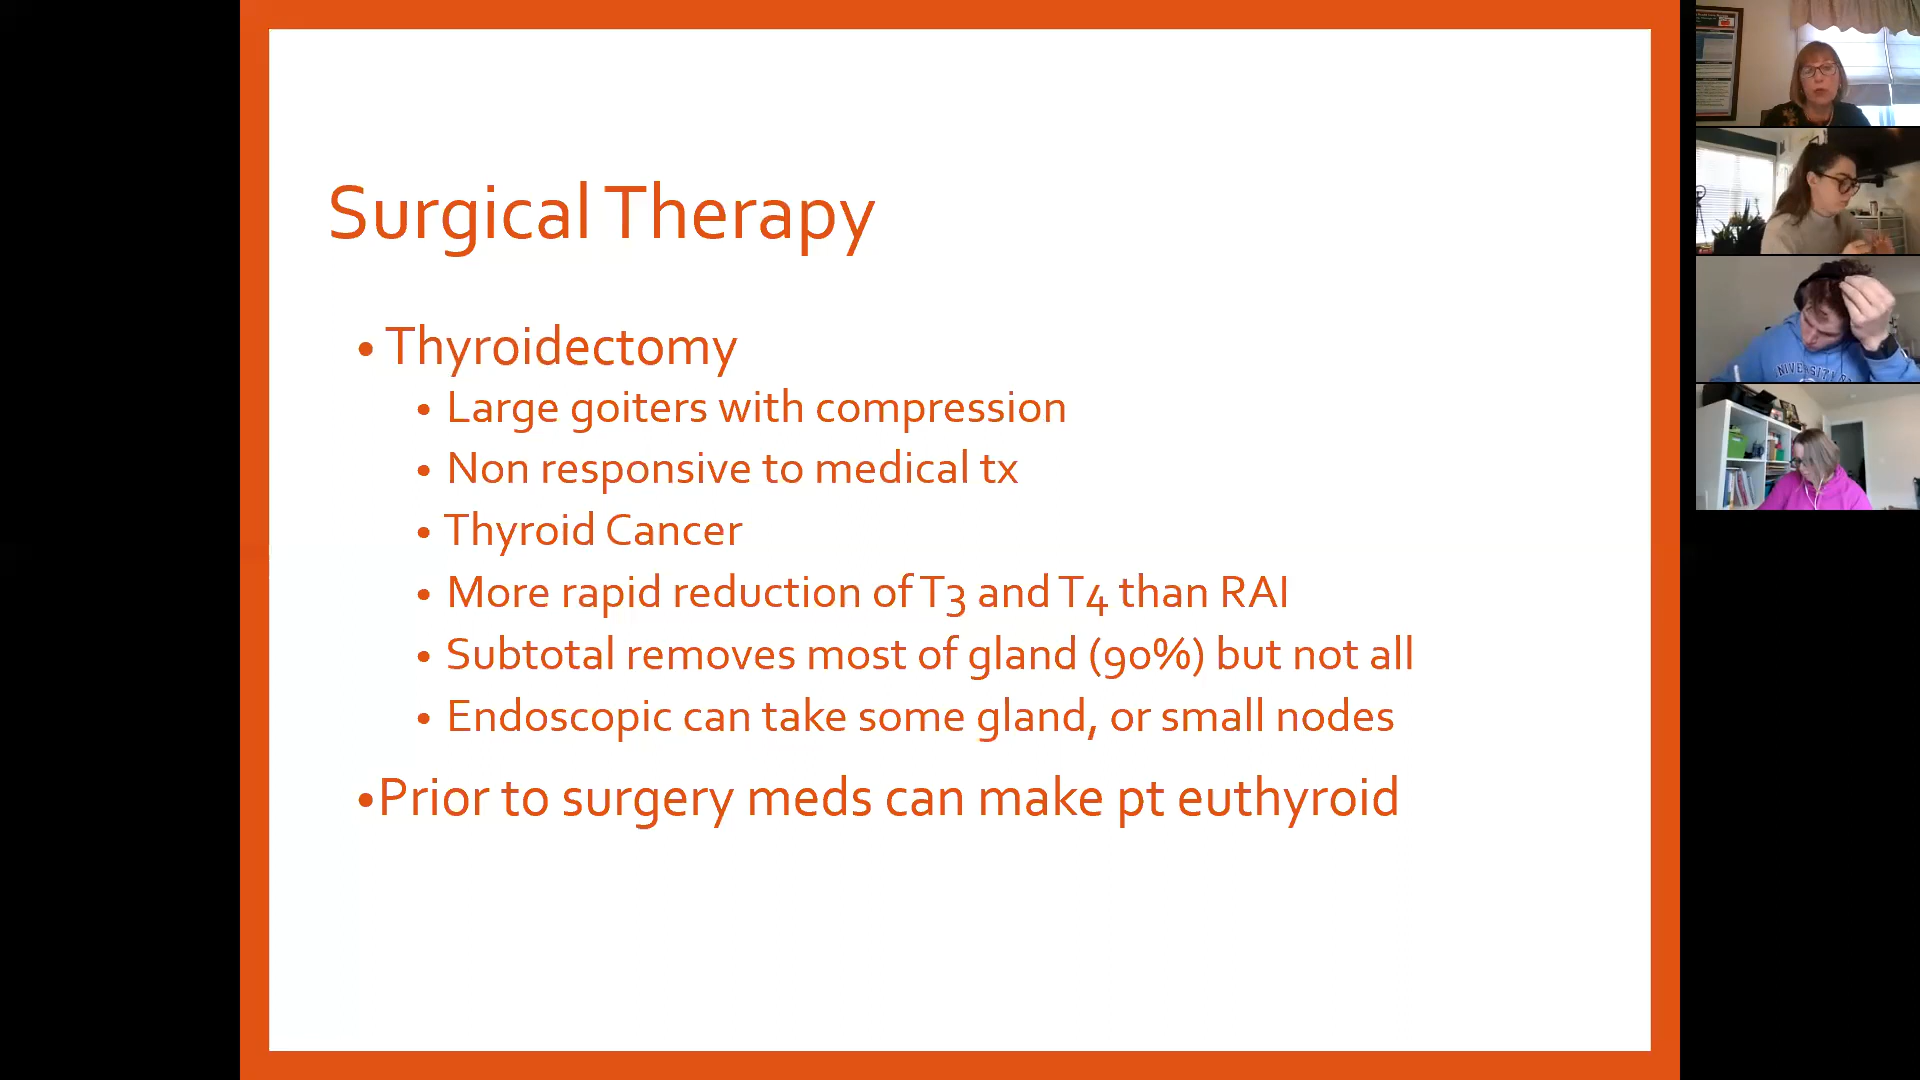 Surgical Therapy
• Thyroidectomy
• Large goiters with compression
• Non responsive to medical tx
• Thyroid Cancer
• More rapid reduction of T3 and T4 than RAI
• Subtotal removes most of gland (90%) but not all
• Endoscopic can take some gland, or small nodes
•Prior to surgery meds can make pt euthyroid